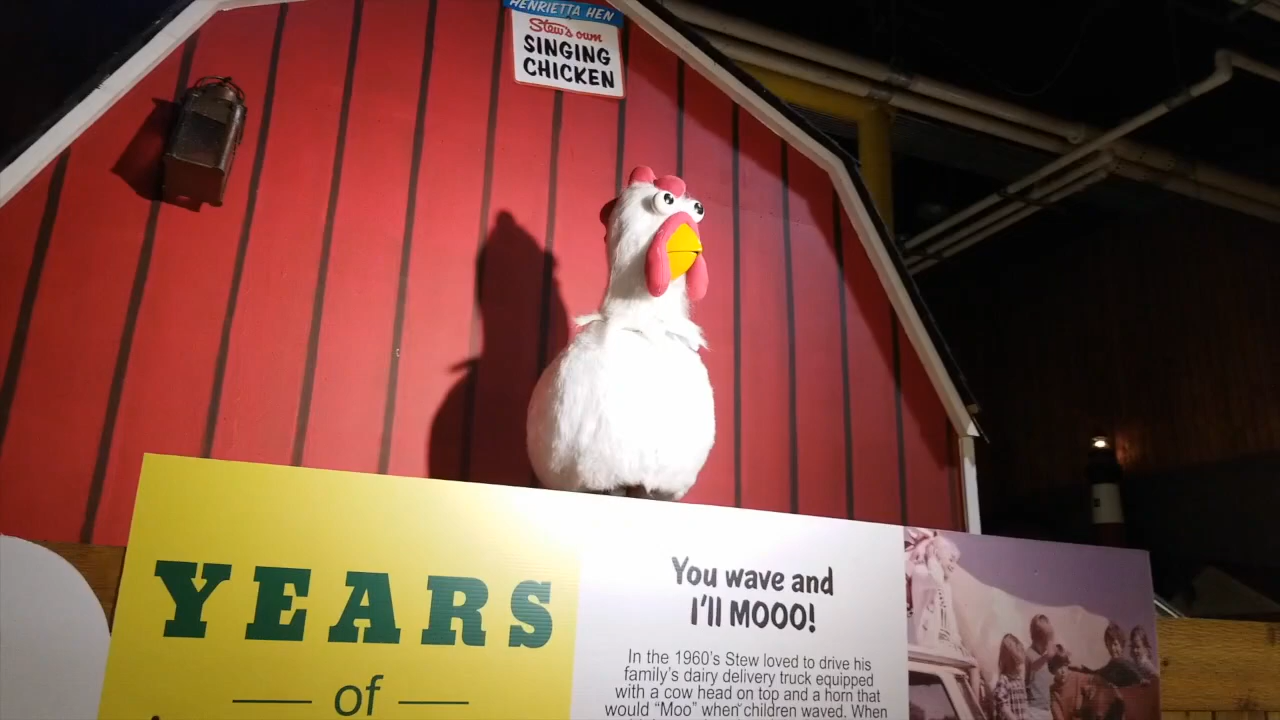 HENRIETTA HEN
Stew's own
SINGING
CHICKEN
YEARS
of
You wave and
I'll MOOO!
In the 1960's Stew loved to drive his
family's dairy delivery truck equipped
with a cow head on top and a horn that
would "Moo" when children waved. When